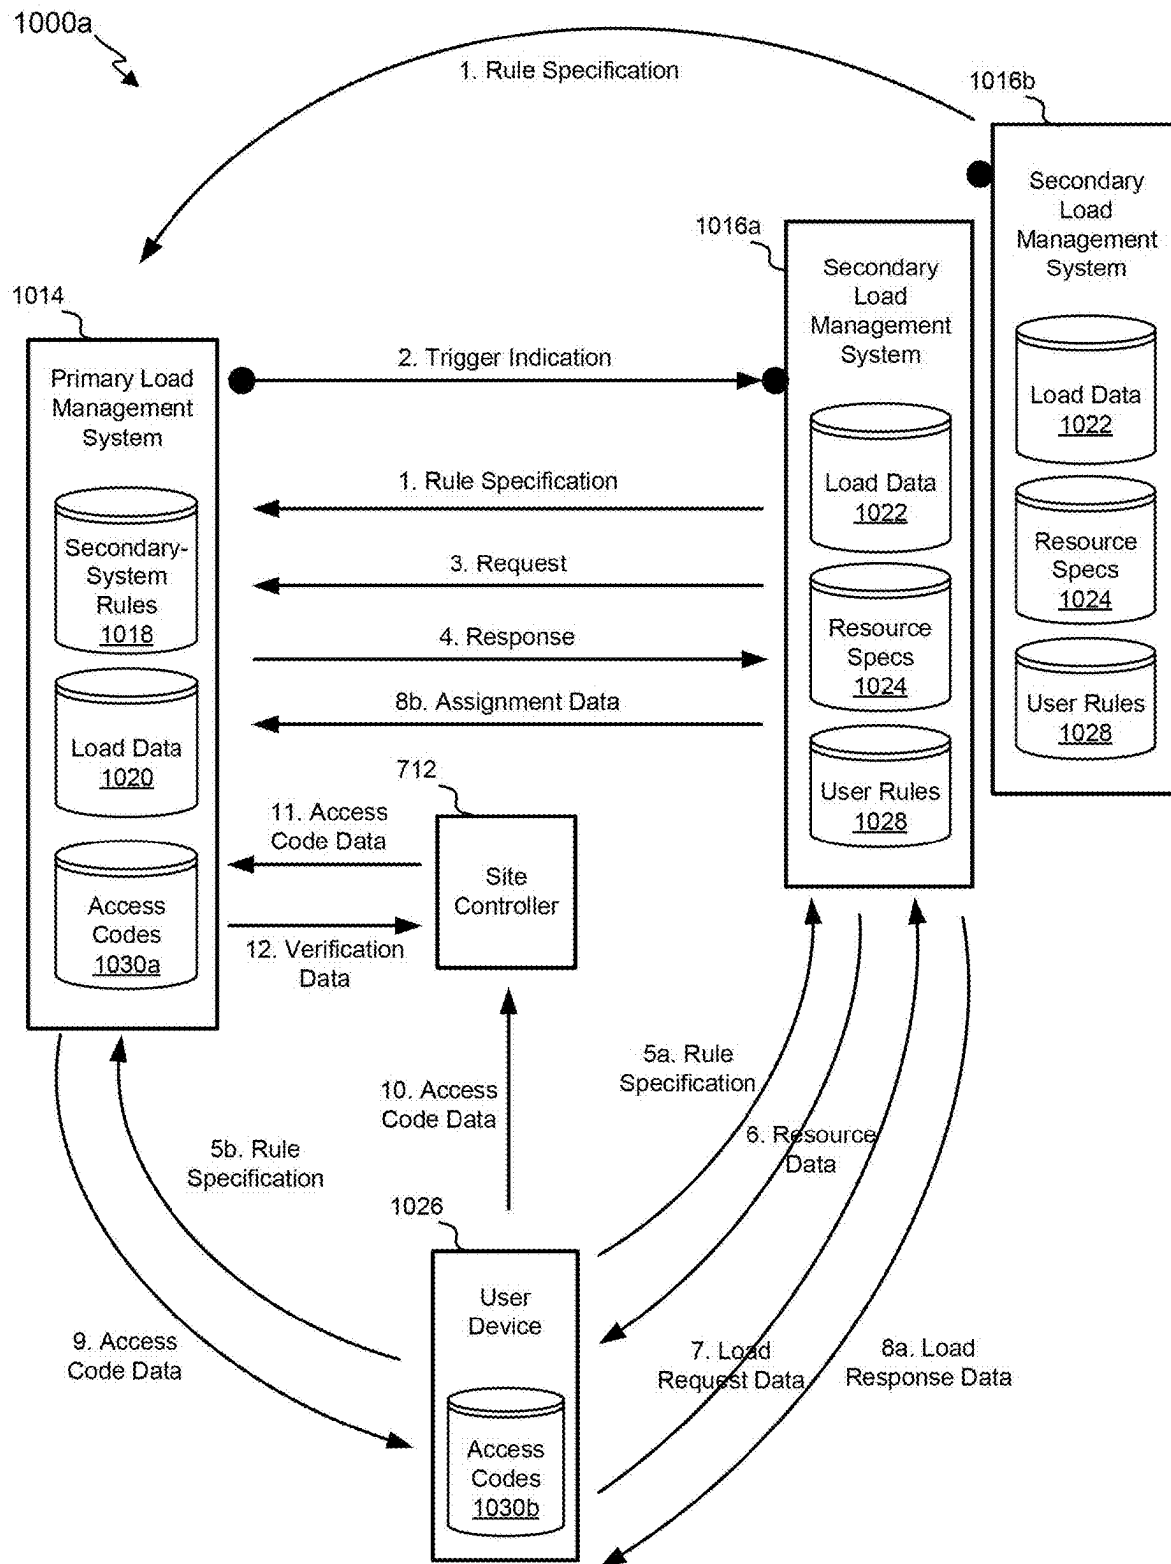 1000a
1. Rule Specification
1016b
Secondary
Load
Management
System
Load Data
1022
Resource
Specs
1024
User Rules
1028
1016a
Secondary
Load
Management
System
Load Data
1022
Resource
Specs
1024
User Rules
1028
1014
Primary Load
Management
System
Secondary-
System
Rules
1018
Load Data
1020
Access
Codes
1030a
2. Trigger Indication
1. Rule Specification
3. Request
4. Response
8b. Assignment Data
712
Site
Controller
11. Access
Code Data
12. Verification
Data
10. Access
Code Data
5a. Rule
Specification
6. Resource
Data
5b. Rule
Specification
1026
User
Device
Access
Codes
1030b
9. Access
Code Data
7. Load
Request Data
8a. Load
Response Data